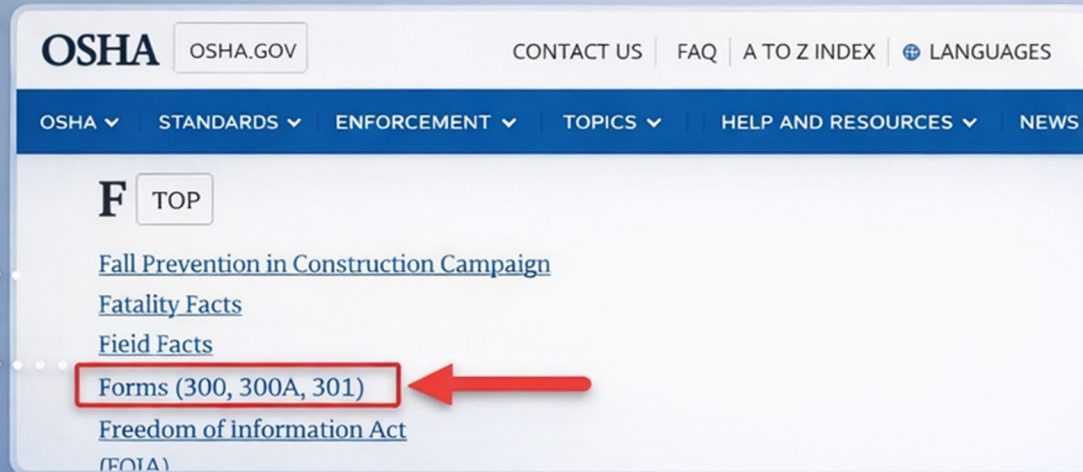 OSHA OSHA.GOV CONTACT US FAQ A TO Z INDEX LANGUAGES
OSHA STANDARDS ENFORCEMENT TOPICS HELP AND RESOURCES NEWS
F TOP
Fall Prevention in Construction Campaign
Fatality Facts
Fieid Facts
Forms (300, 300A, 301)
Freedom of information Act
(FOIA)